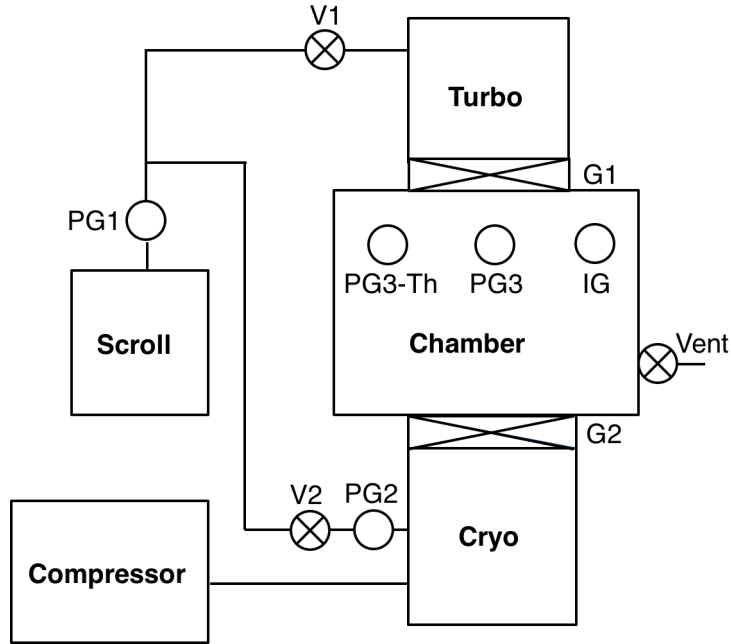 V1
Turbo
G1
PG1
PG3-Th
PG3
IG
Scroll
Chamber
Vent
G2
V2
PG2
Cryo
Compressor